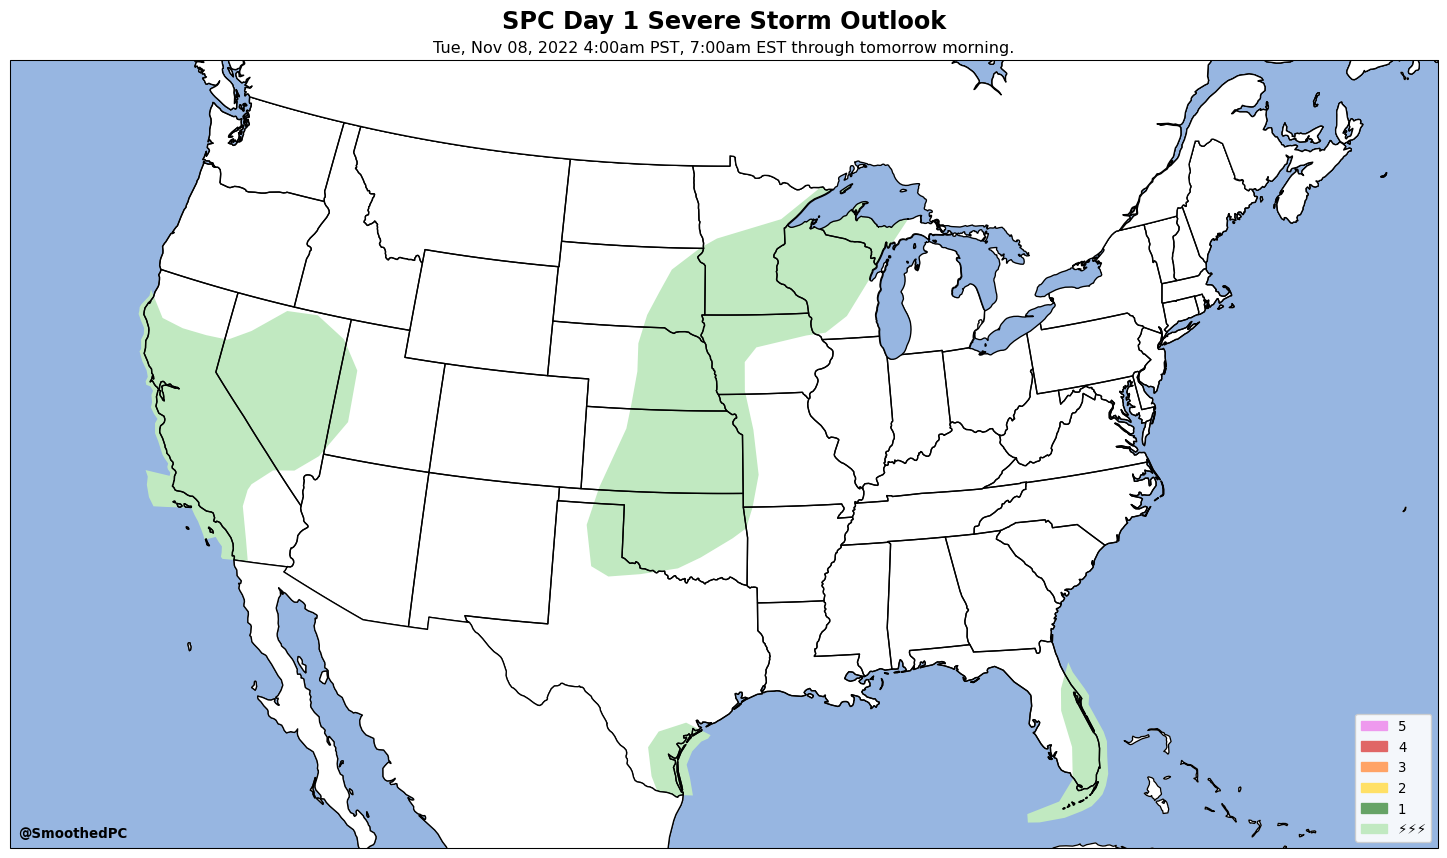 SPC Day 1 Severe Storm Outlook
Tue, Nov 08, 2022 4:00am PST, 7:00am EST through tomorrow morning.
5
4
3
2
1
⚡⚡⚡
@SmoothedPC